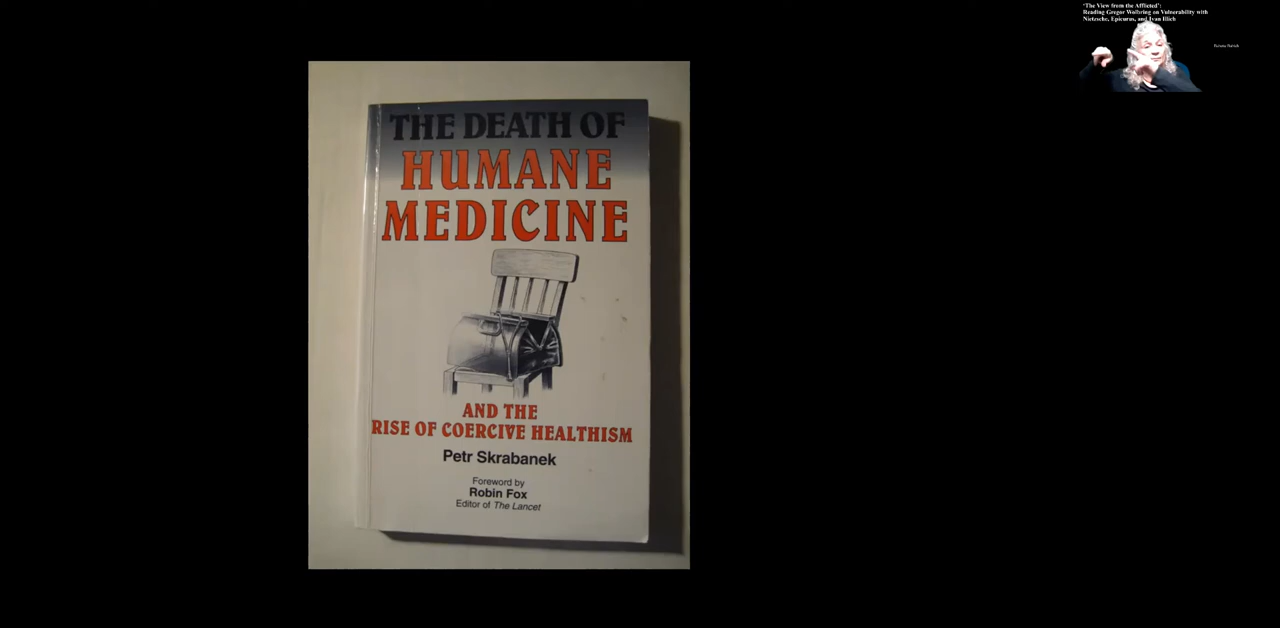 THE DEATH OF
HUMANE
MEDICINE
AND THE
RISE OF COERCIVE HEALTHISM
Petr Skrabanek
Foreword by
Robin Fox
Editor of The Lancet
'The View from the Afflicted':
Reading Gregor Wolbring on Vulnerability with
Nietzsche, Epicurus, and Ivan Illich